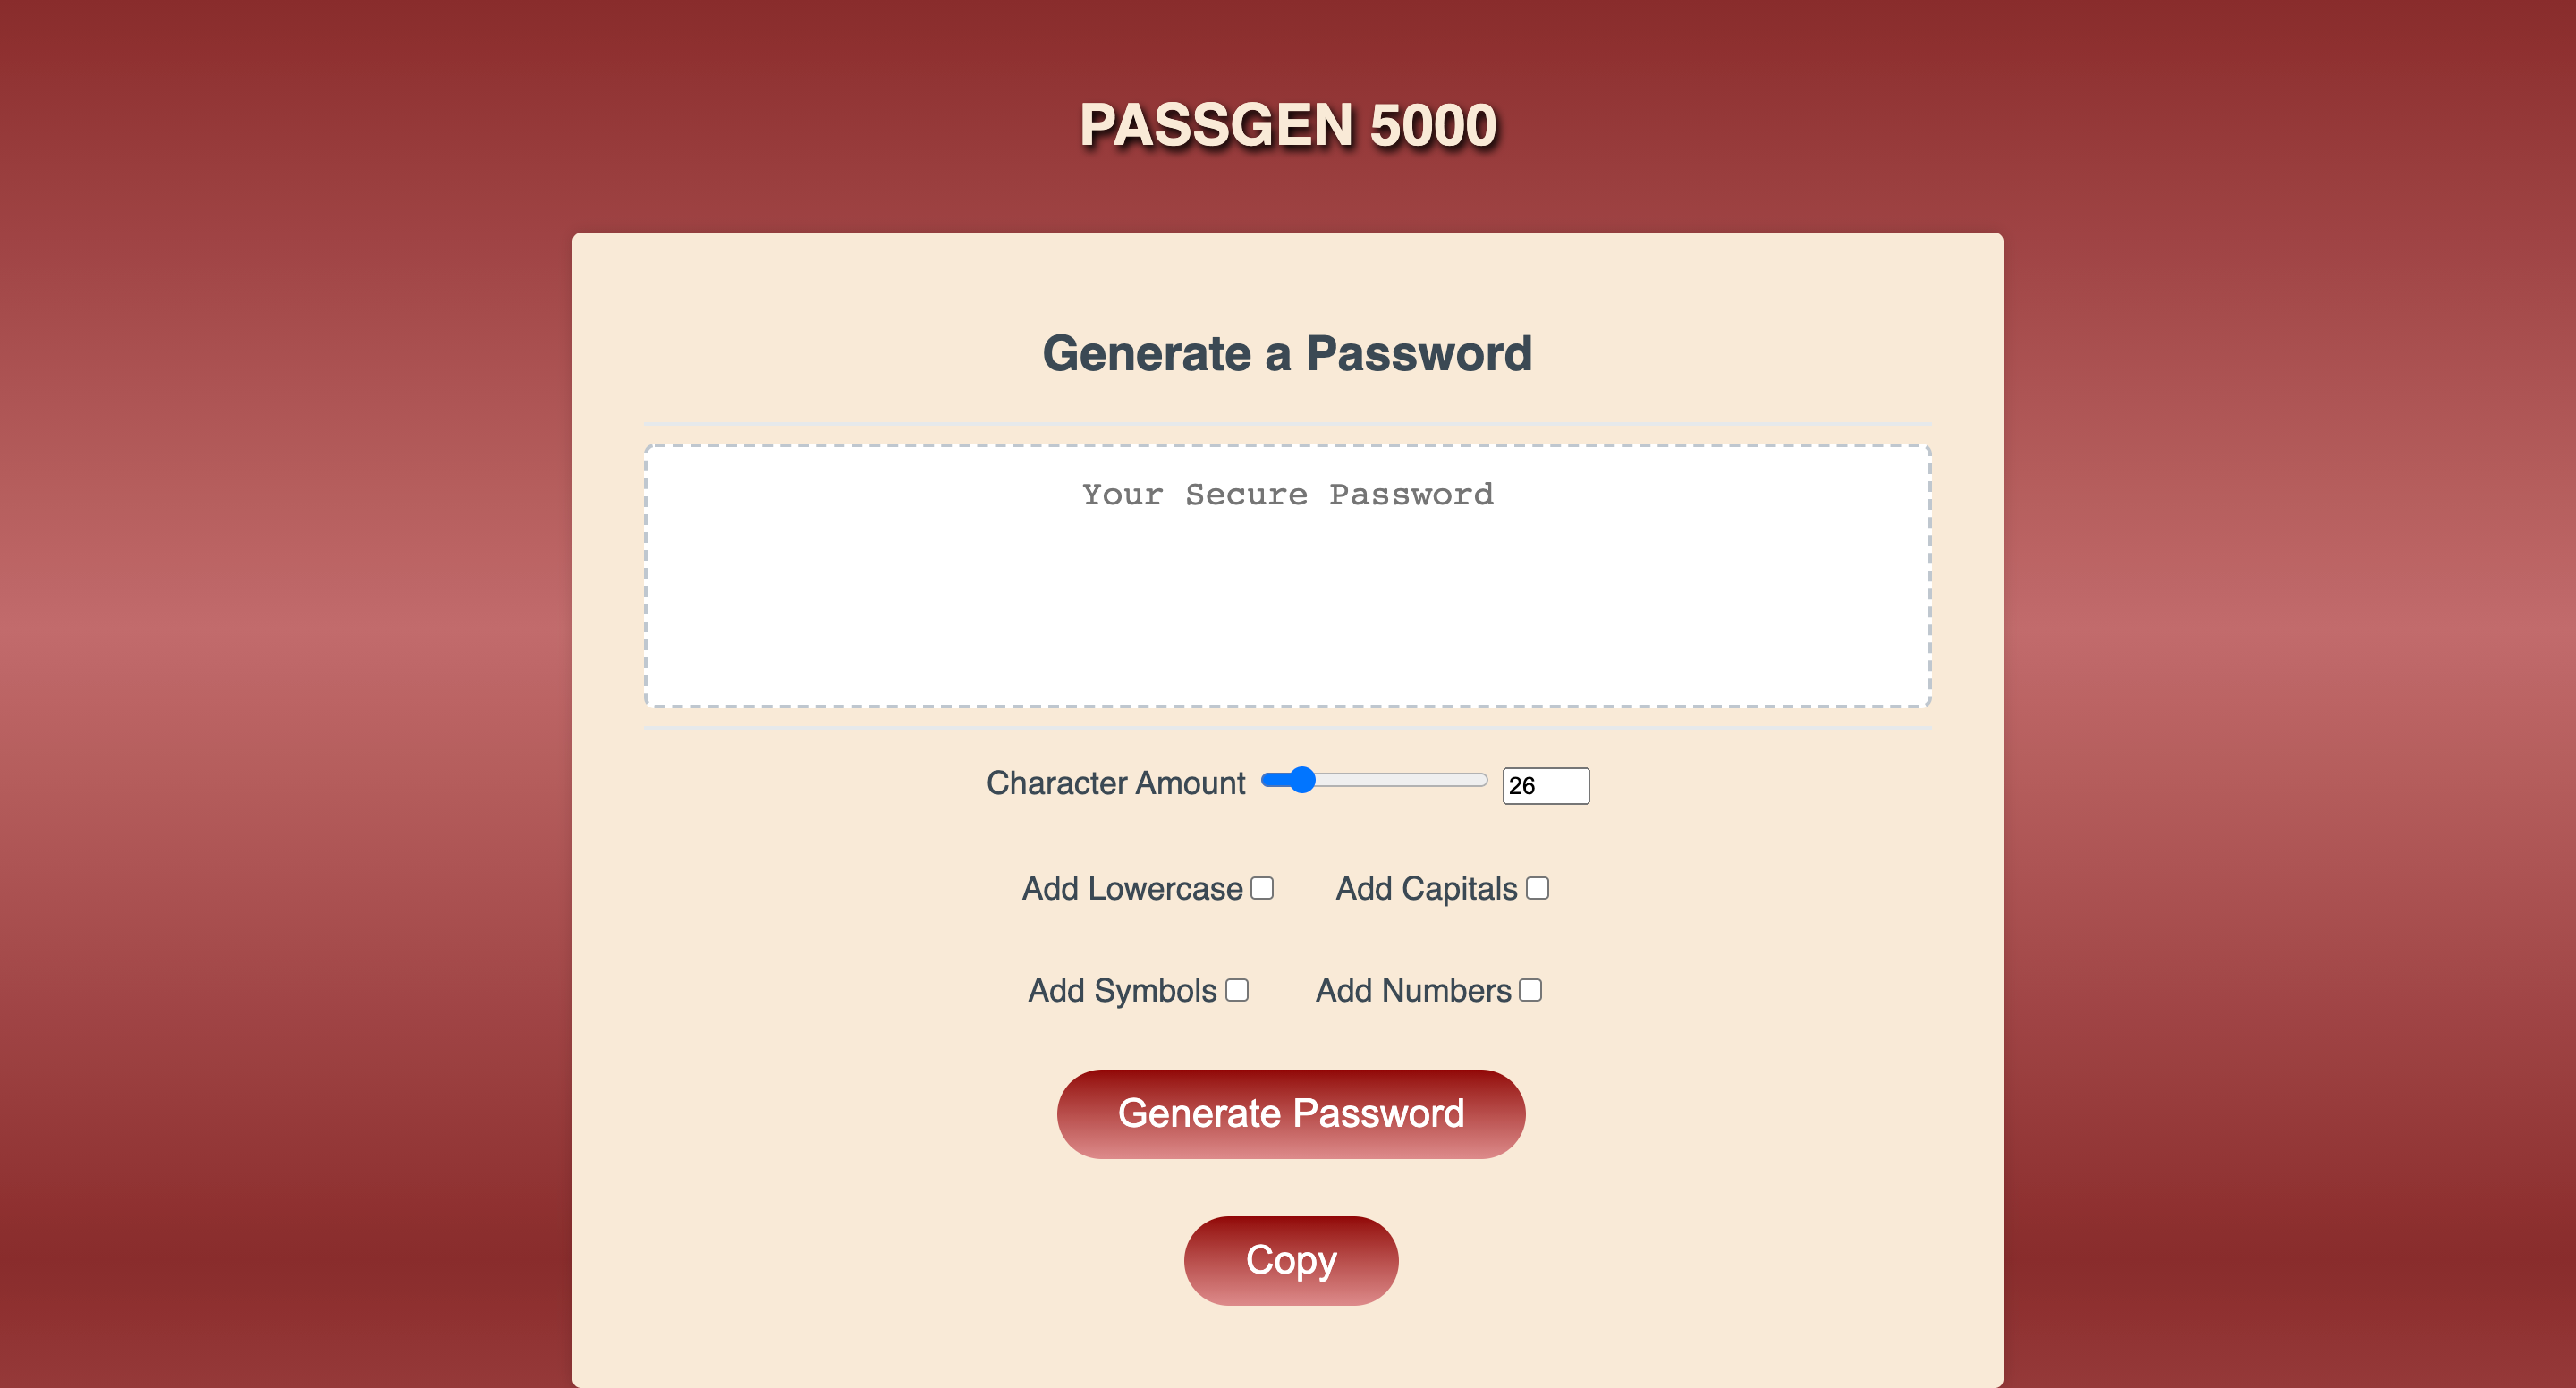 PASSGEN 5000
Generate a Password
Your Secure Password
Character Amount 26
Add Lowercase Add Capitals
Add Symbols Add Numbers
Generate Password
Copy